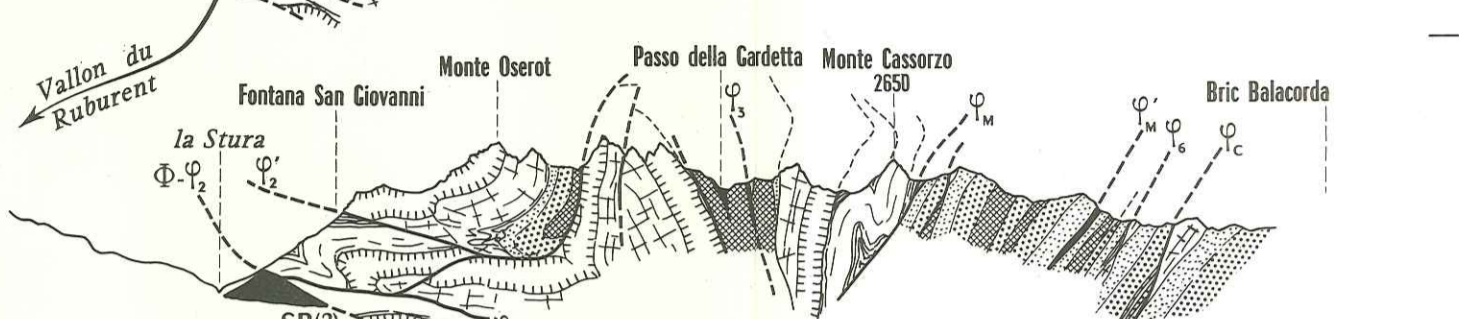 Vallon du
Ruburent
Fontana San Giovanni
Monte Oserot
Passo della Gardetta
Monte Cassorzo
2650
Bric Balacorda
la Stura
Φ-φ2
φ'2
φ3
φM
φ'M
φ6
φC